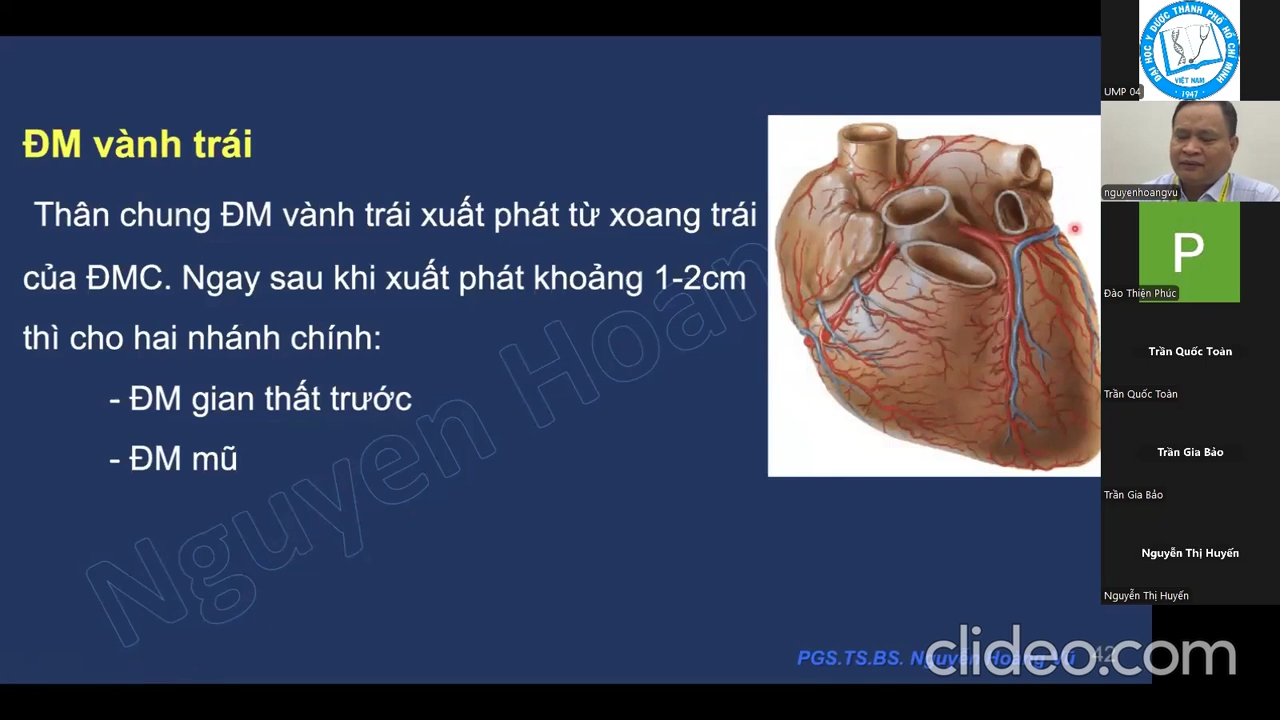 ĐM vành trái
Thân chung ĐM vành trái xuất phát từ xoang trái
của ĐMC. Ngay sau khi xuất phát khoảng 1-2cm
thì cho hai nhánh chính:
- ĐM gian thất trước
- ĐM mũ
Nguyen Hoang
PGS.TS.BS. Nguyễn Hoàng Vũ
42
clideo.com
ĐẠI HỌC Y DƯỢC THÀNH PHỐ HỒ CHÍ MINH
VIỆT NAM
1947
UMP 04
nguyenhoangvu
P
Đào Thiện Phúc
Trần Quốc Toàn
Trần Quốc Toàn
Trần Gia Bảo
Trần Gia Bảo
Nguyễn Thị Huyến
Nguyễn Thị Huyến